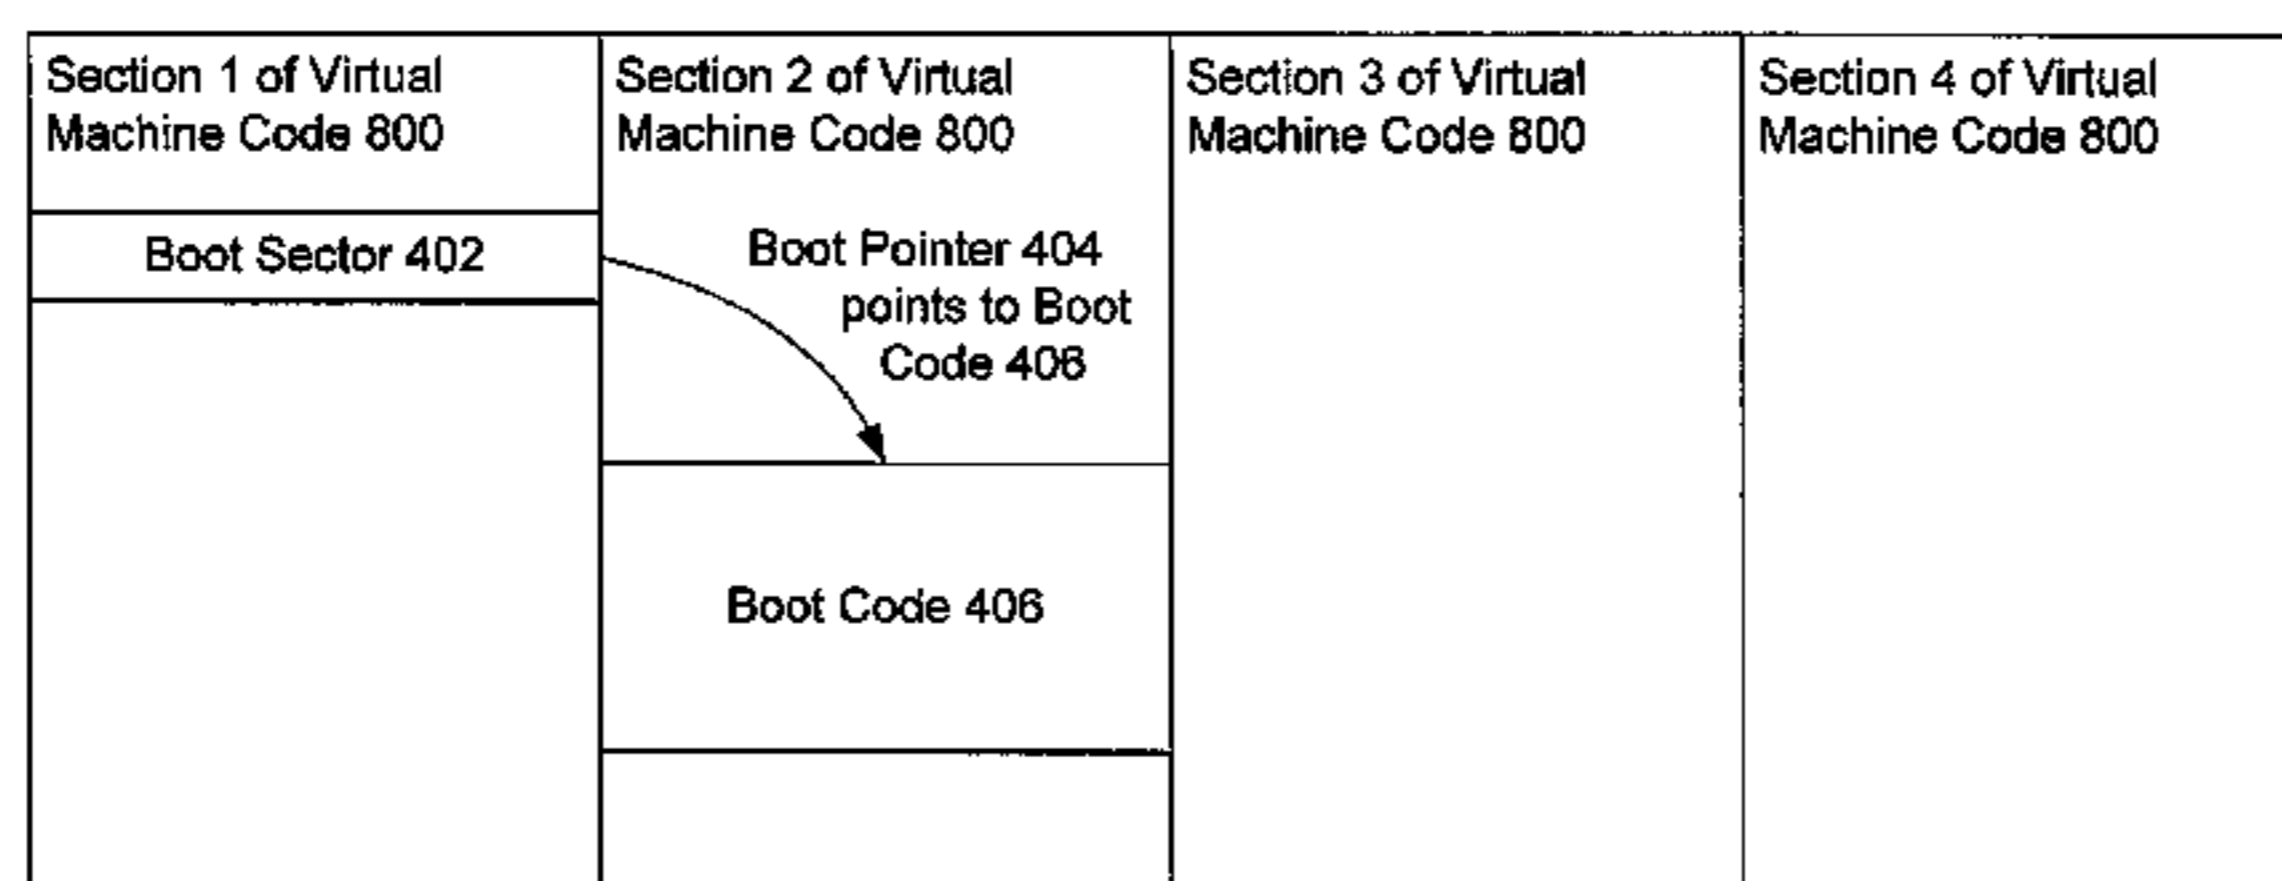 Section 1 of Virtual
Machine Code 800
Section 2 of Virtual
Machine Code 800
Section 3 of Virtual
Machine Code 800
Section 4 of Virtual
Machine Code 800
Boot Sector 402
Boot Pointer 404
points to Boot
Code 406
Boot Code 406